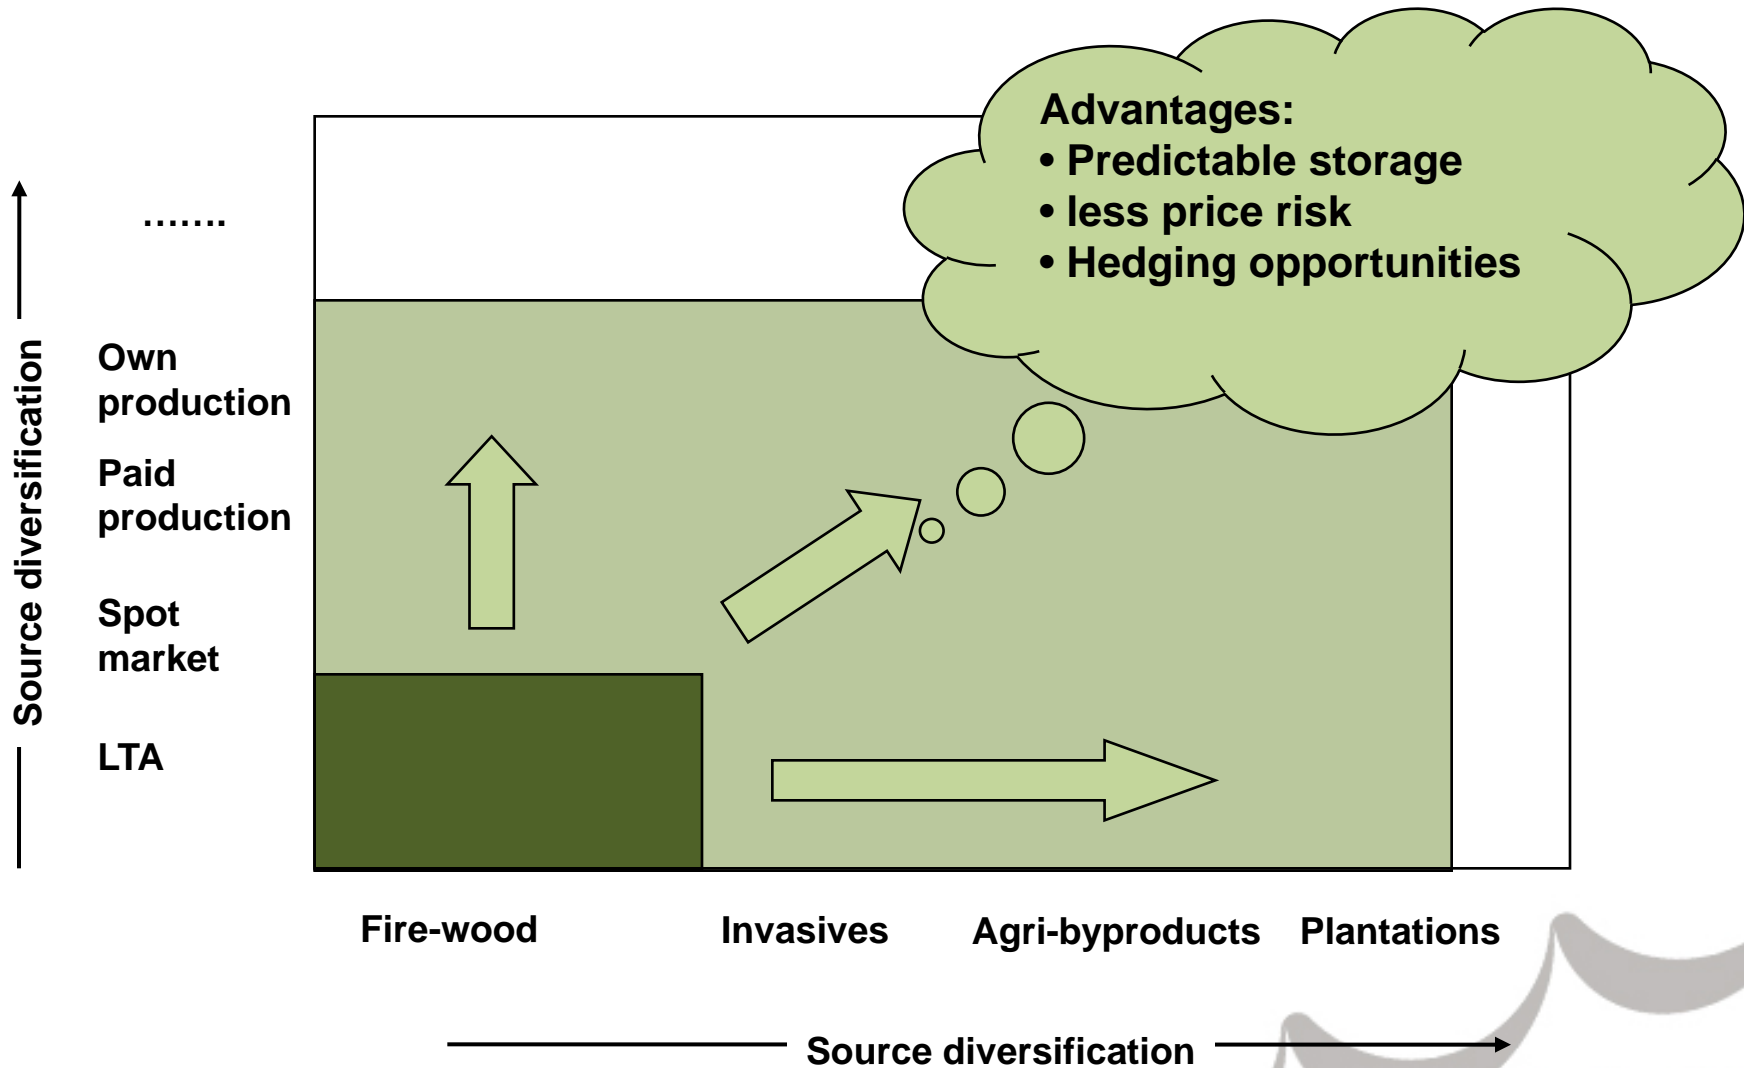 Advantages:
• Predictable storage
• less price risk
• Hedging opportunities
.......
Own
production
Paid
production
Spot
market
LTA
Source diversification
Fire-wood
Invasives
Agri-byproducts
Plantations
Source diversification